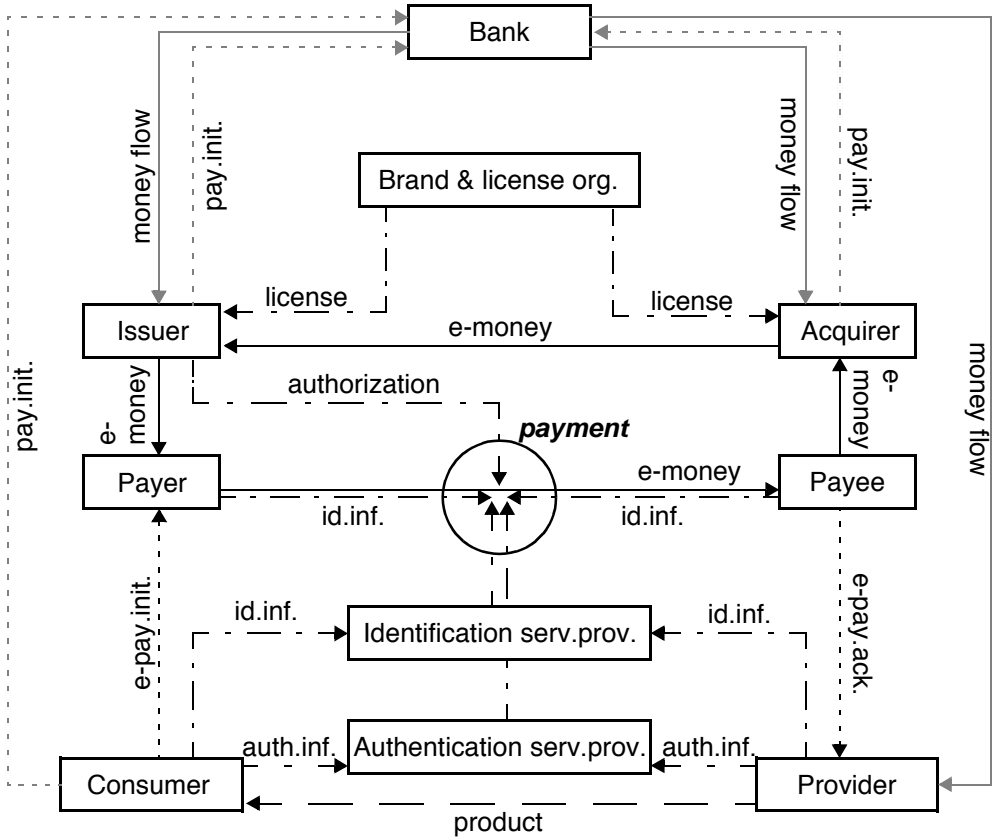 Bank
money flow
pay.init.
money flow
pay.init.
Brand & license org.
license
license
Issuer
e-money
Acquirer
pay.init.
money flow
e-
money
authorization
e-
money
payment
Payer
e-money
Payee
id.inf.
id.inf.
e-pay.init.
id.inf.
Identification serv.prov.
id.inf.
e-pay.ack.
auth.inf.
Authentication serv.prov.
auth.inf.
Consumer
Provider
product